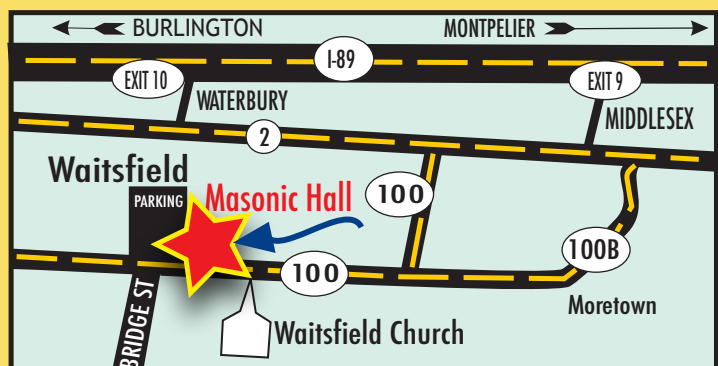 BURLINGTON
MONTPELIER
I-89
EXIT 10
EXIT 9
WATERBURY
MIDDLESEX
2
Waitsfield
PARKING
Masonic Hall
100
100
100B
Moretown
BRIDGE ST
Waitsfield Church